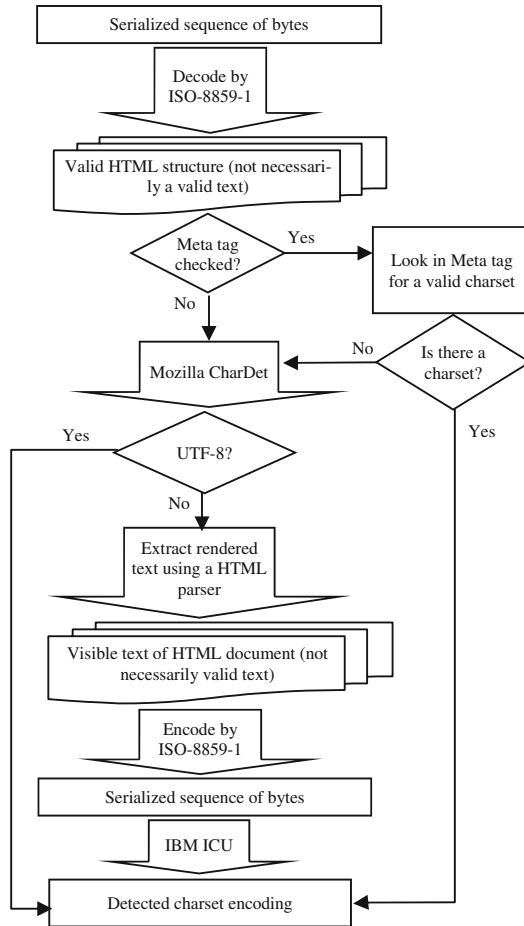 Serialized sequence of bytes
Decode by
ISO-8859-1
Valid HTML structure (not necessari-
ly a valid text)
Meta tag
checked?
Yes
Look in Meta tag
for a valid charset
No
Mozilla CharDet
No
Is there a
charset?
Yes
Yes
UTF-8?
No
Extract rendered
text using a HTML
parser
Visible text of HTML document (not
necessarily valid text)
Encode by
ISO-8859-1
Serialized sequence of bytes
IBM ICU
Detected charset encoding